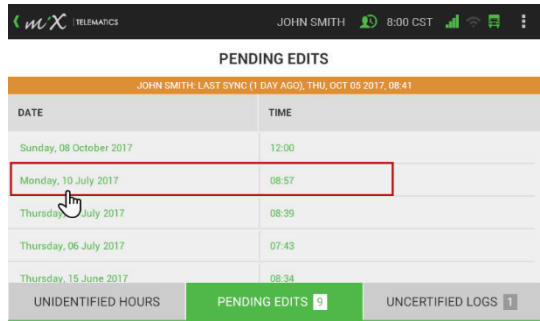 miX TELEMATICS JOHN SMITH 8:00 CST
PENDING EDITS
JOHN SMITH: LAST SYNC (1 DAY AGO), THU, OCT 05 2017, 08:41
DATE TIME
Sunday, 08 October 2017 12:00
Monday, 10 July 2017 08:57
Thursday, July 2017 08:39
Thursday, 06 July 2017 07:43
Thursday, 15 June 2017 08:34
UNIDENTIFIED HOURS PENDING EDITS 9 UNCERTIFIED LOGS 1